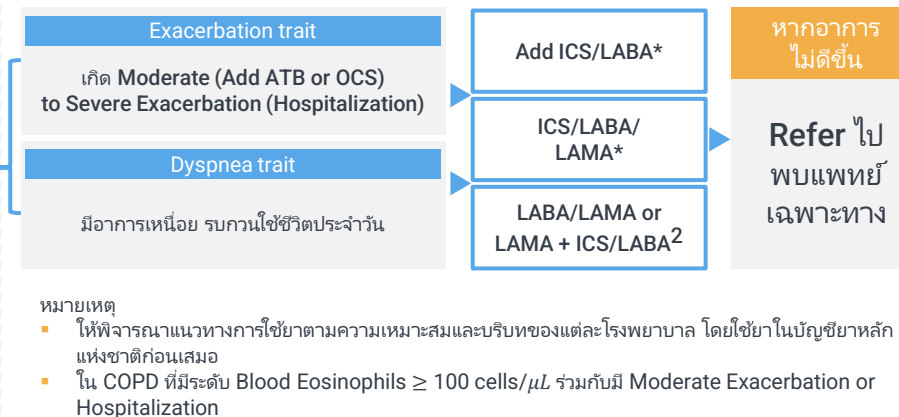 Exacerbation trait
เกิด Moderate (Add ATB or OCS)
to Severe Exacerbation (Hospitalization)
Dyspnea trait
มีอาการเหนื่อย รบกวนใช้ชีวิตประจำวัน
Add ICS/LABA*
ICS/LABA/
LAMA*
LABA/LAMA or
LAMA + ICS/LABA2
หากอาการ
ไม่ดีขึ้น
Refer ไป
พบแพทย์
เฉพาะทาง
หมายเหตุ
▪ ให้พิจารณาแนวทางการใช้ยาตามความเหมาะสมและบริบทของแต่ละโรงพยาบาล โดยใช้ยาในบัญชียาหลัก
แห่งชาติก่อนเสมอ
▪ ใน COPD ที่มีระดับ Blood Eosinophils ≥ 100 cells/μL ร่วมกับมี Moderate Exacerbation or
Hospitalization